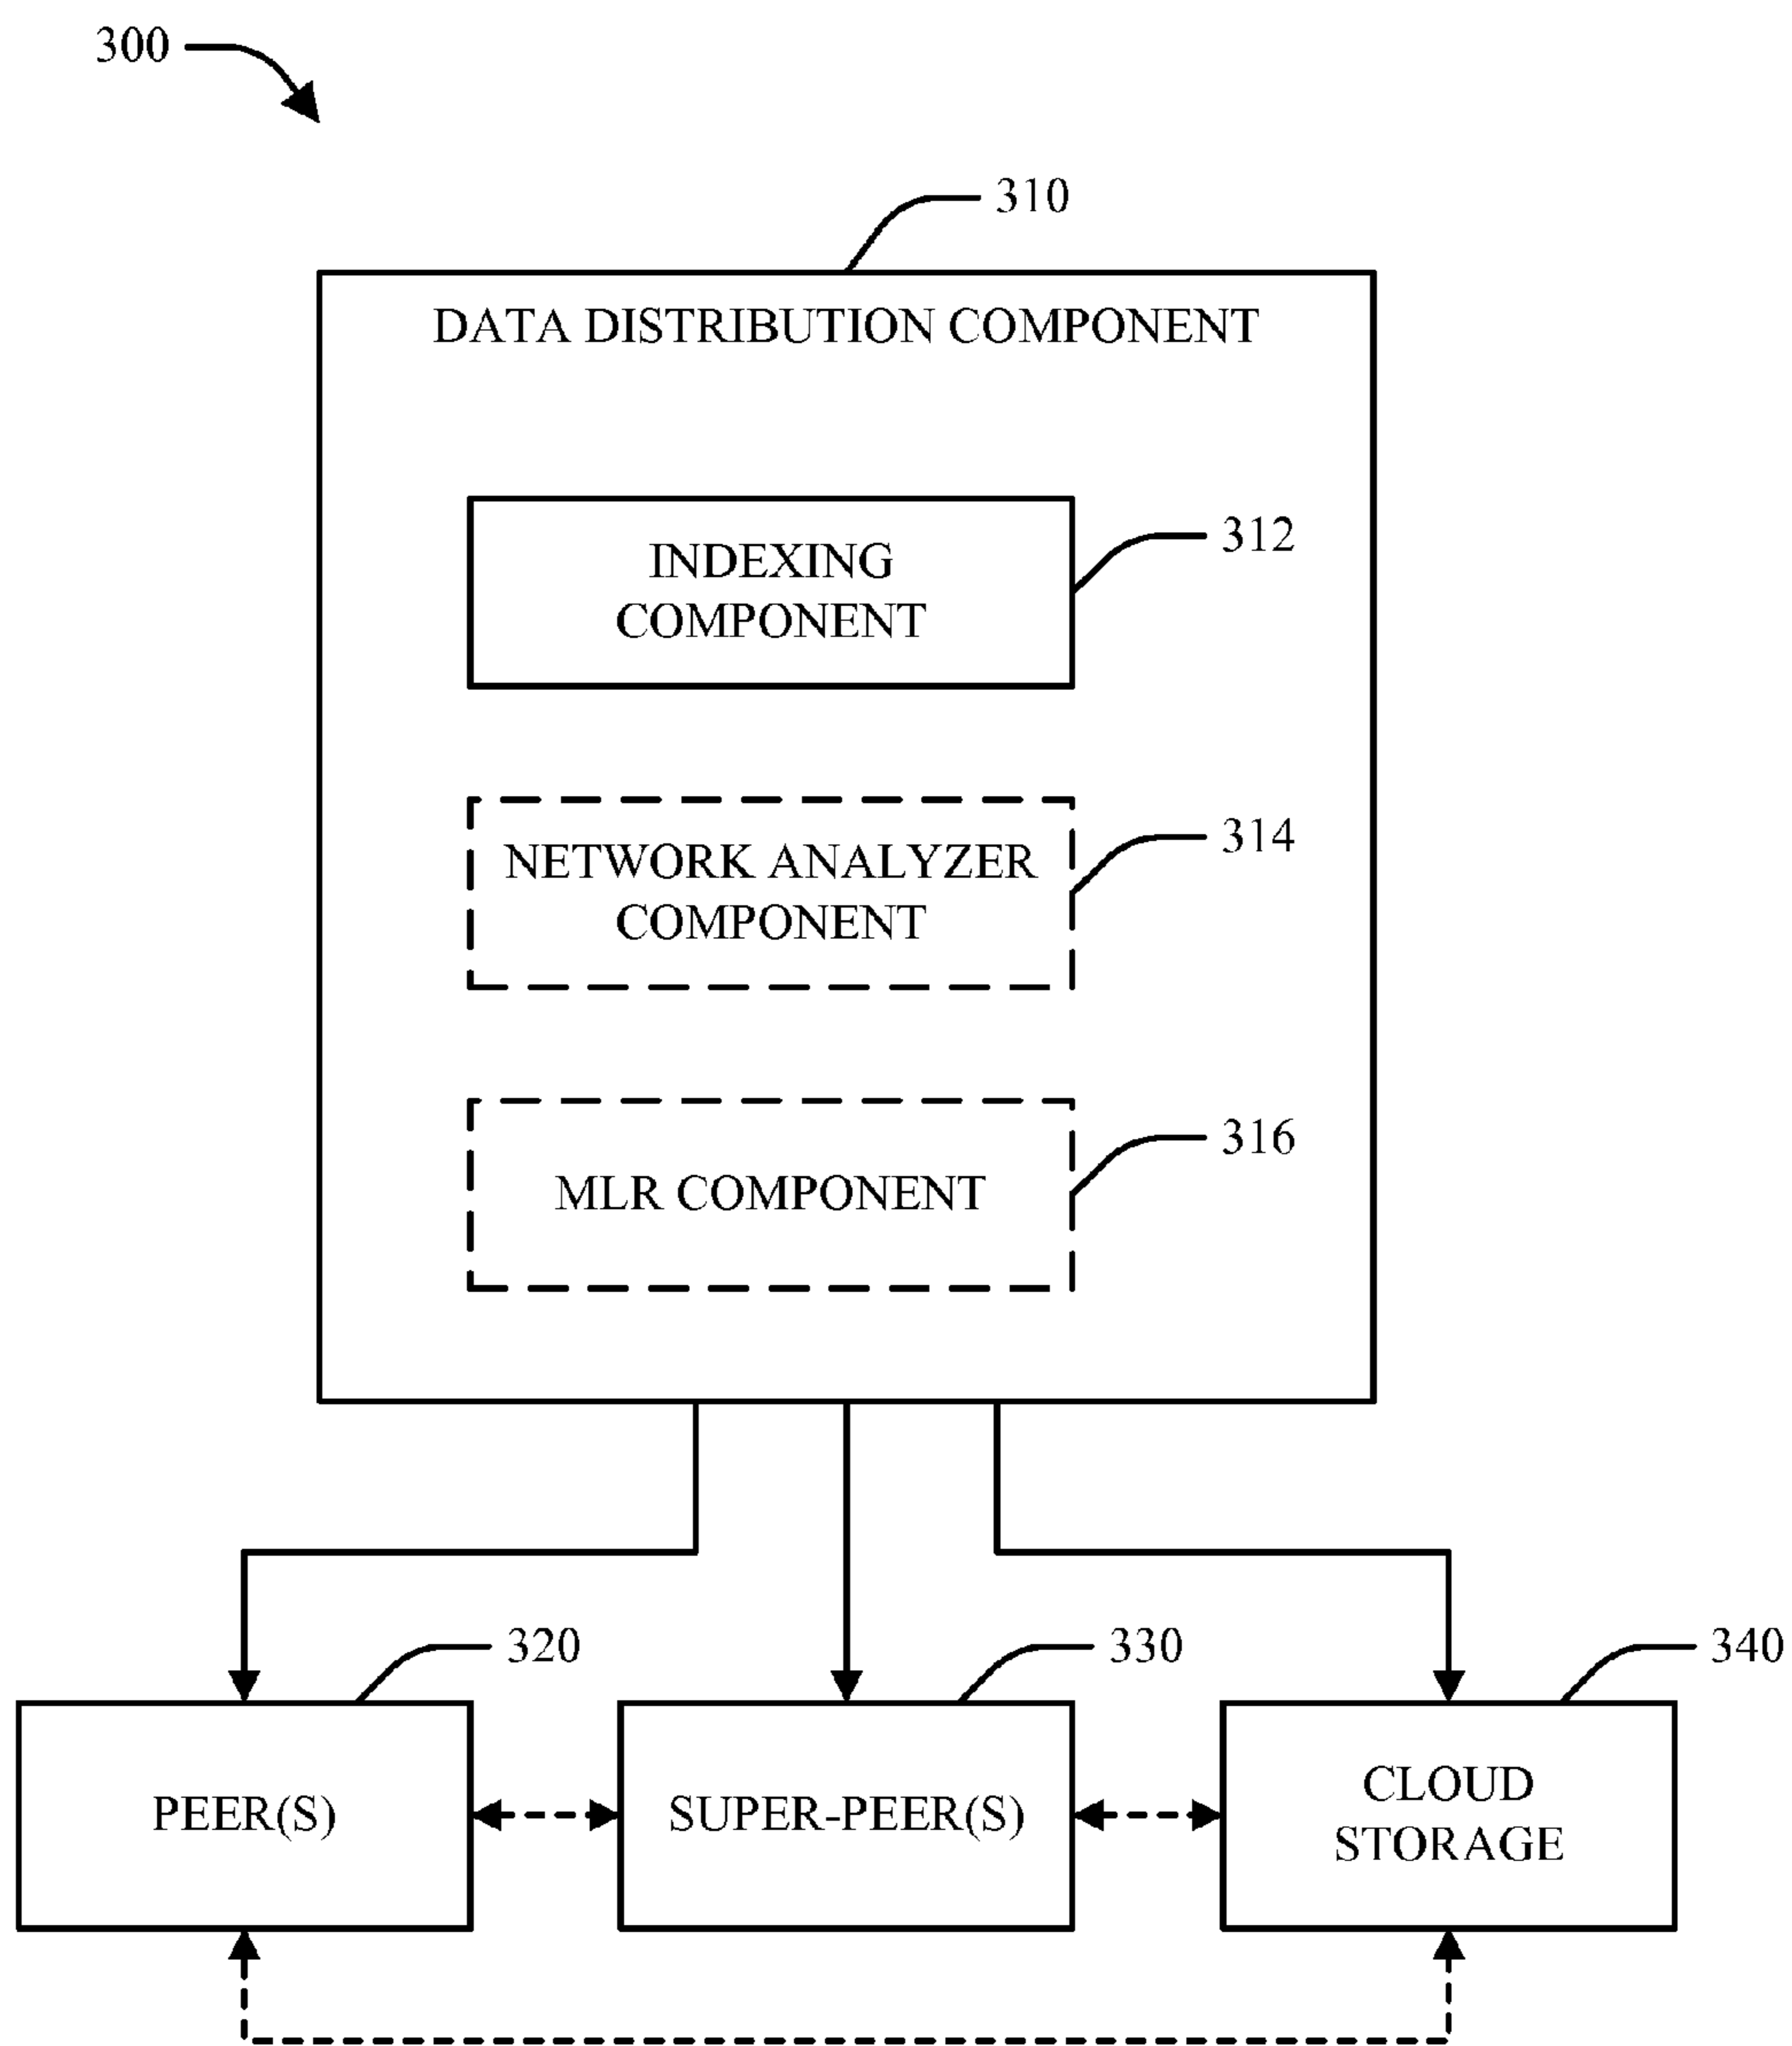 300
310
DATA DISTRIBUTION COMPONENT
312
INDEXING
COMPONENT
314
NETWORK ANALYZER
COMPONENT
316
MLR COMPONENT
320
330
340
PEER(S)
SUPER-PEER(S)
CLOUD
STORAGE